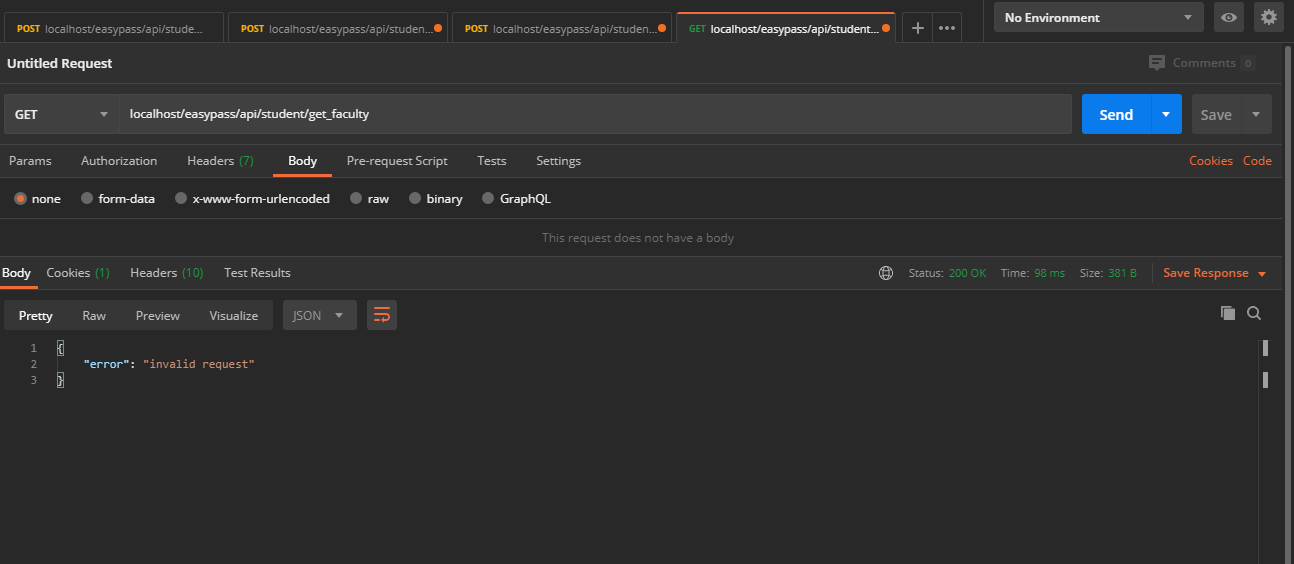 POST localhost/easypass/api/stude...
POST localhost/easypass/api/studen...
POST localhost/easypass/api/studen...
GET localhost/easypass/api/student...
No Environment
Untitled Request
Comments 0
GET
localhost/easypass/api/student/get_faculty
Send
Save
Params Authorization Headers (7) Body Pre-request Script Tests Settings
Cookies Code
none form-data x-www-form-urlencoded raw binary GraphQL
This request does not have a body
Body Cookies (1) Headers (10) Test Results
Status: 200 OK Time: 98 ms Size: 381 B Save Response
Pretty Raw Preview Visualize JSON
1 {
2 "error": "invalid request"
3 }